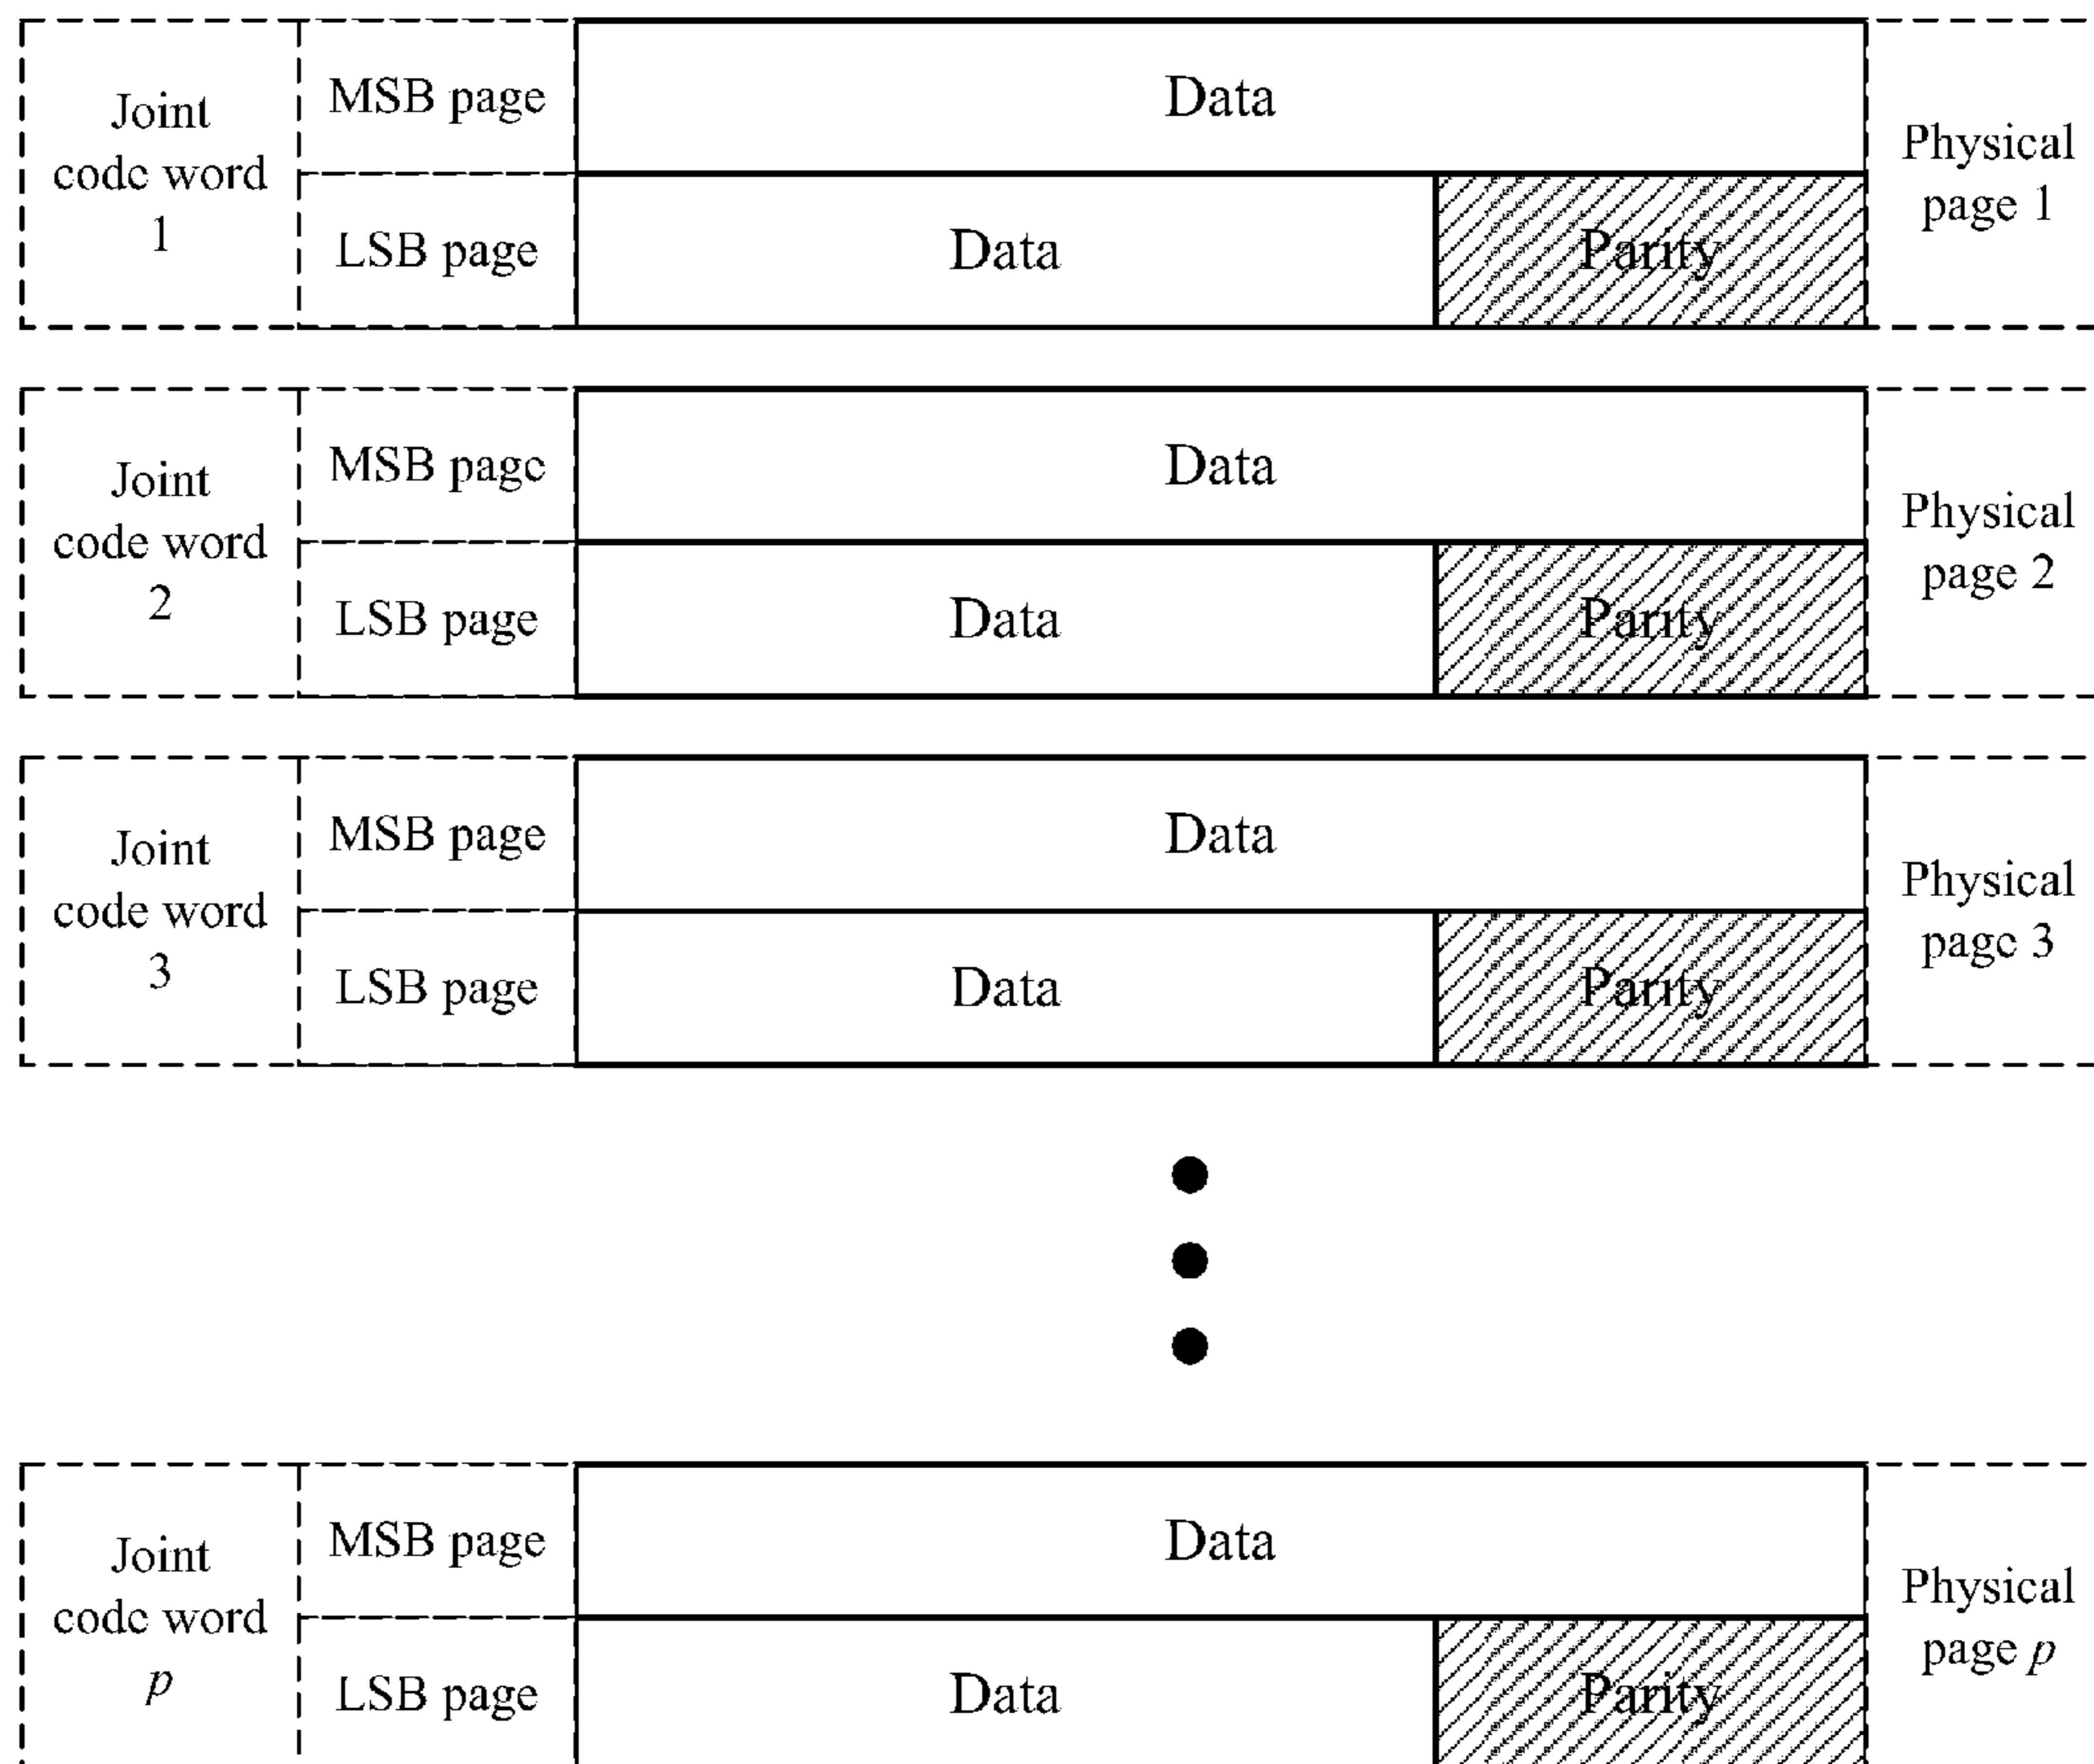 Joint
code word
1
MSB page
Data
LSB page
Data
Parity
Physical
page 1
Joint
code word
2
MSB page
Data
LSB page
Data
Parity
Physical
page 2
Joint
code word
3
MSB page
Data
LSB page
Data
Parity
Physical
page 3
Joint
code word
p
MSB page
Data
LSB page
Data
Parity
Physical
page p